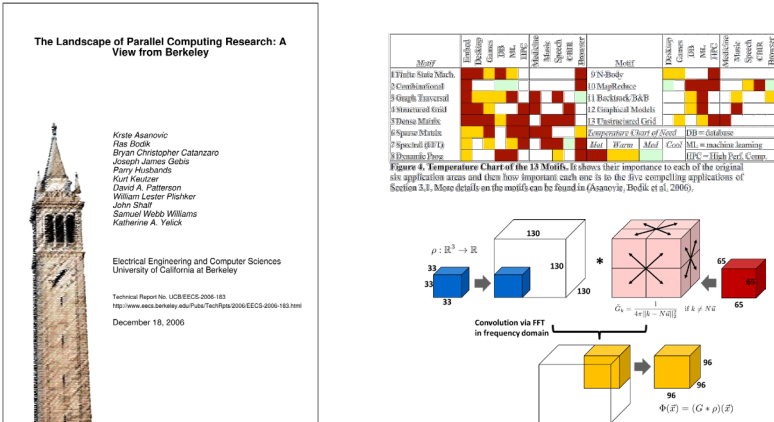 The Landscape of Parallel Computing Research: A
View from Berkeley
Krste Asanovic
Ras Bodik
Bryan Christopher Catanzaro
Joseph James Gebis
Parry Husbands
Kurt Keutzer
David A. Patterson
William Lester Plishker
John Shalf
Samuel Webb Williams
Katherine A. Yelick
Electrical Engineering and Computer Sciences
University of California at Berkeley
Technical Report No. UCB/EECS-2006-183
http://www.eecs.berkeley.edu/Pubs/TechRpts/2006/EECS-2006-183.html
December 18, 2006
Motif Embed Desktop Games DB ML HPC Medicine Music Speech CBIR Browser Motif Embed Desktop Games DB ML HPC Medicine Music Speech CBIR Browser
1 Finite State Mach. 9 N-Body
2 Combinational 10 MapReduce
3 Graph Traversal 11 Backtrack/B&B
4 Structured Grid 12 Graphical Models
5 Dense Matrix 13 Unstructured Grid
6 Sparse Matrix Temperature Chart of Need DB = database
7 Spectral (FFT) Hot Warm Med Cool ML = machine learning
8 Dynamic Prog HPC = High Perf. Comp.
Figure 4. Temperature Chart of the 13 Motifs. It shows their importance to each of the original
six application areas and then how important each one is to the five compelling applications of
Section 3.1. More details on the motifs can be found in (Asanovic, Bodik et al, 2006).
ρ : ℝ³ → ℝ
33
33
33
130
130
130
*
65
65
65
Ĝₖ = 1 / 4π||k − Nu||₂ if k ≠ Nu
Convolution via FFT
in frequency domain
96
96
96
Φ(x⃗) = (G * ρ)(x⃗)